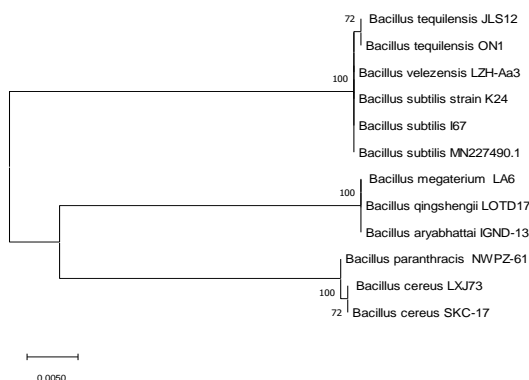 72
Bacillus tequilensis JLS12
Bacillus tequilensis ON1
100
Bacillus velezensis LZH-Aa3
Bacillus subtilis strain K24
Bacillus subtilis I67
Bacillus subtilis MN227490.1
Bacillus megaterium LA6
100
Bacillus qingshengii LOTD17
Bacillus aryabhattai IGND-13
Bacillus paranthracis NWPZ-61
100
Bacillus cereus LXJ73
72
Bacillus cereus SKC-17
0.0050